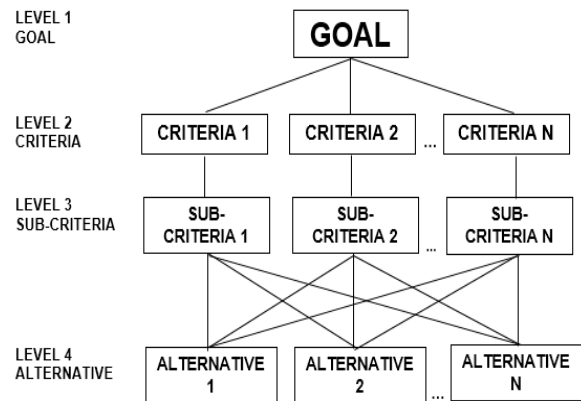 LEVEL 1
GOAL
GOAL
LEVEL 2
CRITERIA
CRITERIA 1
CRITERIA 2
...
CRITERIA N
LEVEL 3
SUB-CRITERIA
SUB-
CRITERIA 1
SUB-
CRITERIA 2
...
SUB-
CRITERIA N
LEVEL 4
ALTERNATIVE
ALTERNATIVE
1
ALTERNATIVE
2
...
ALTERNATIVE
N